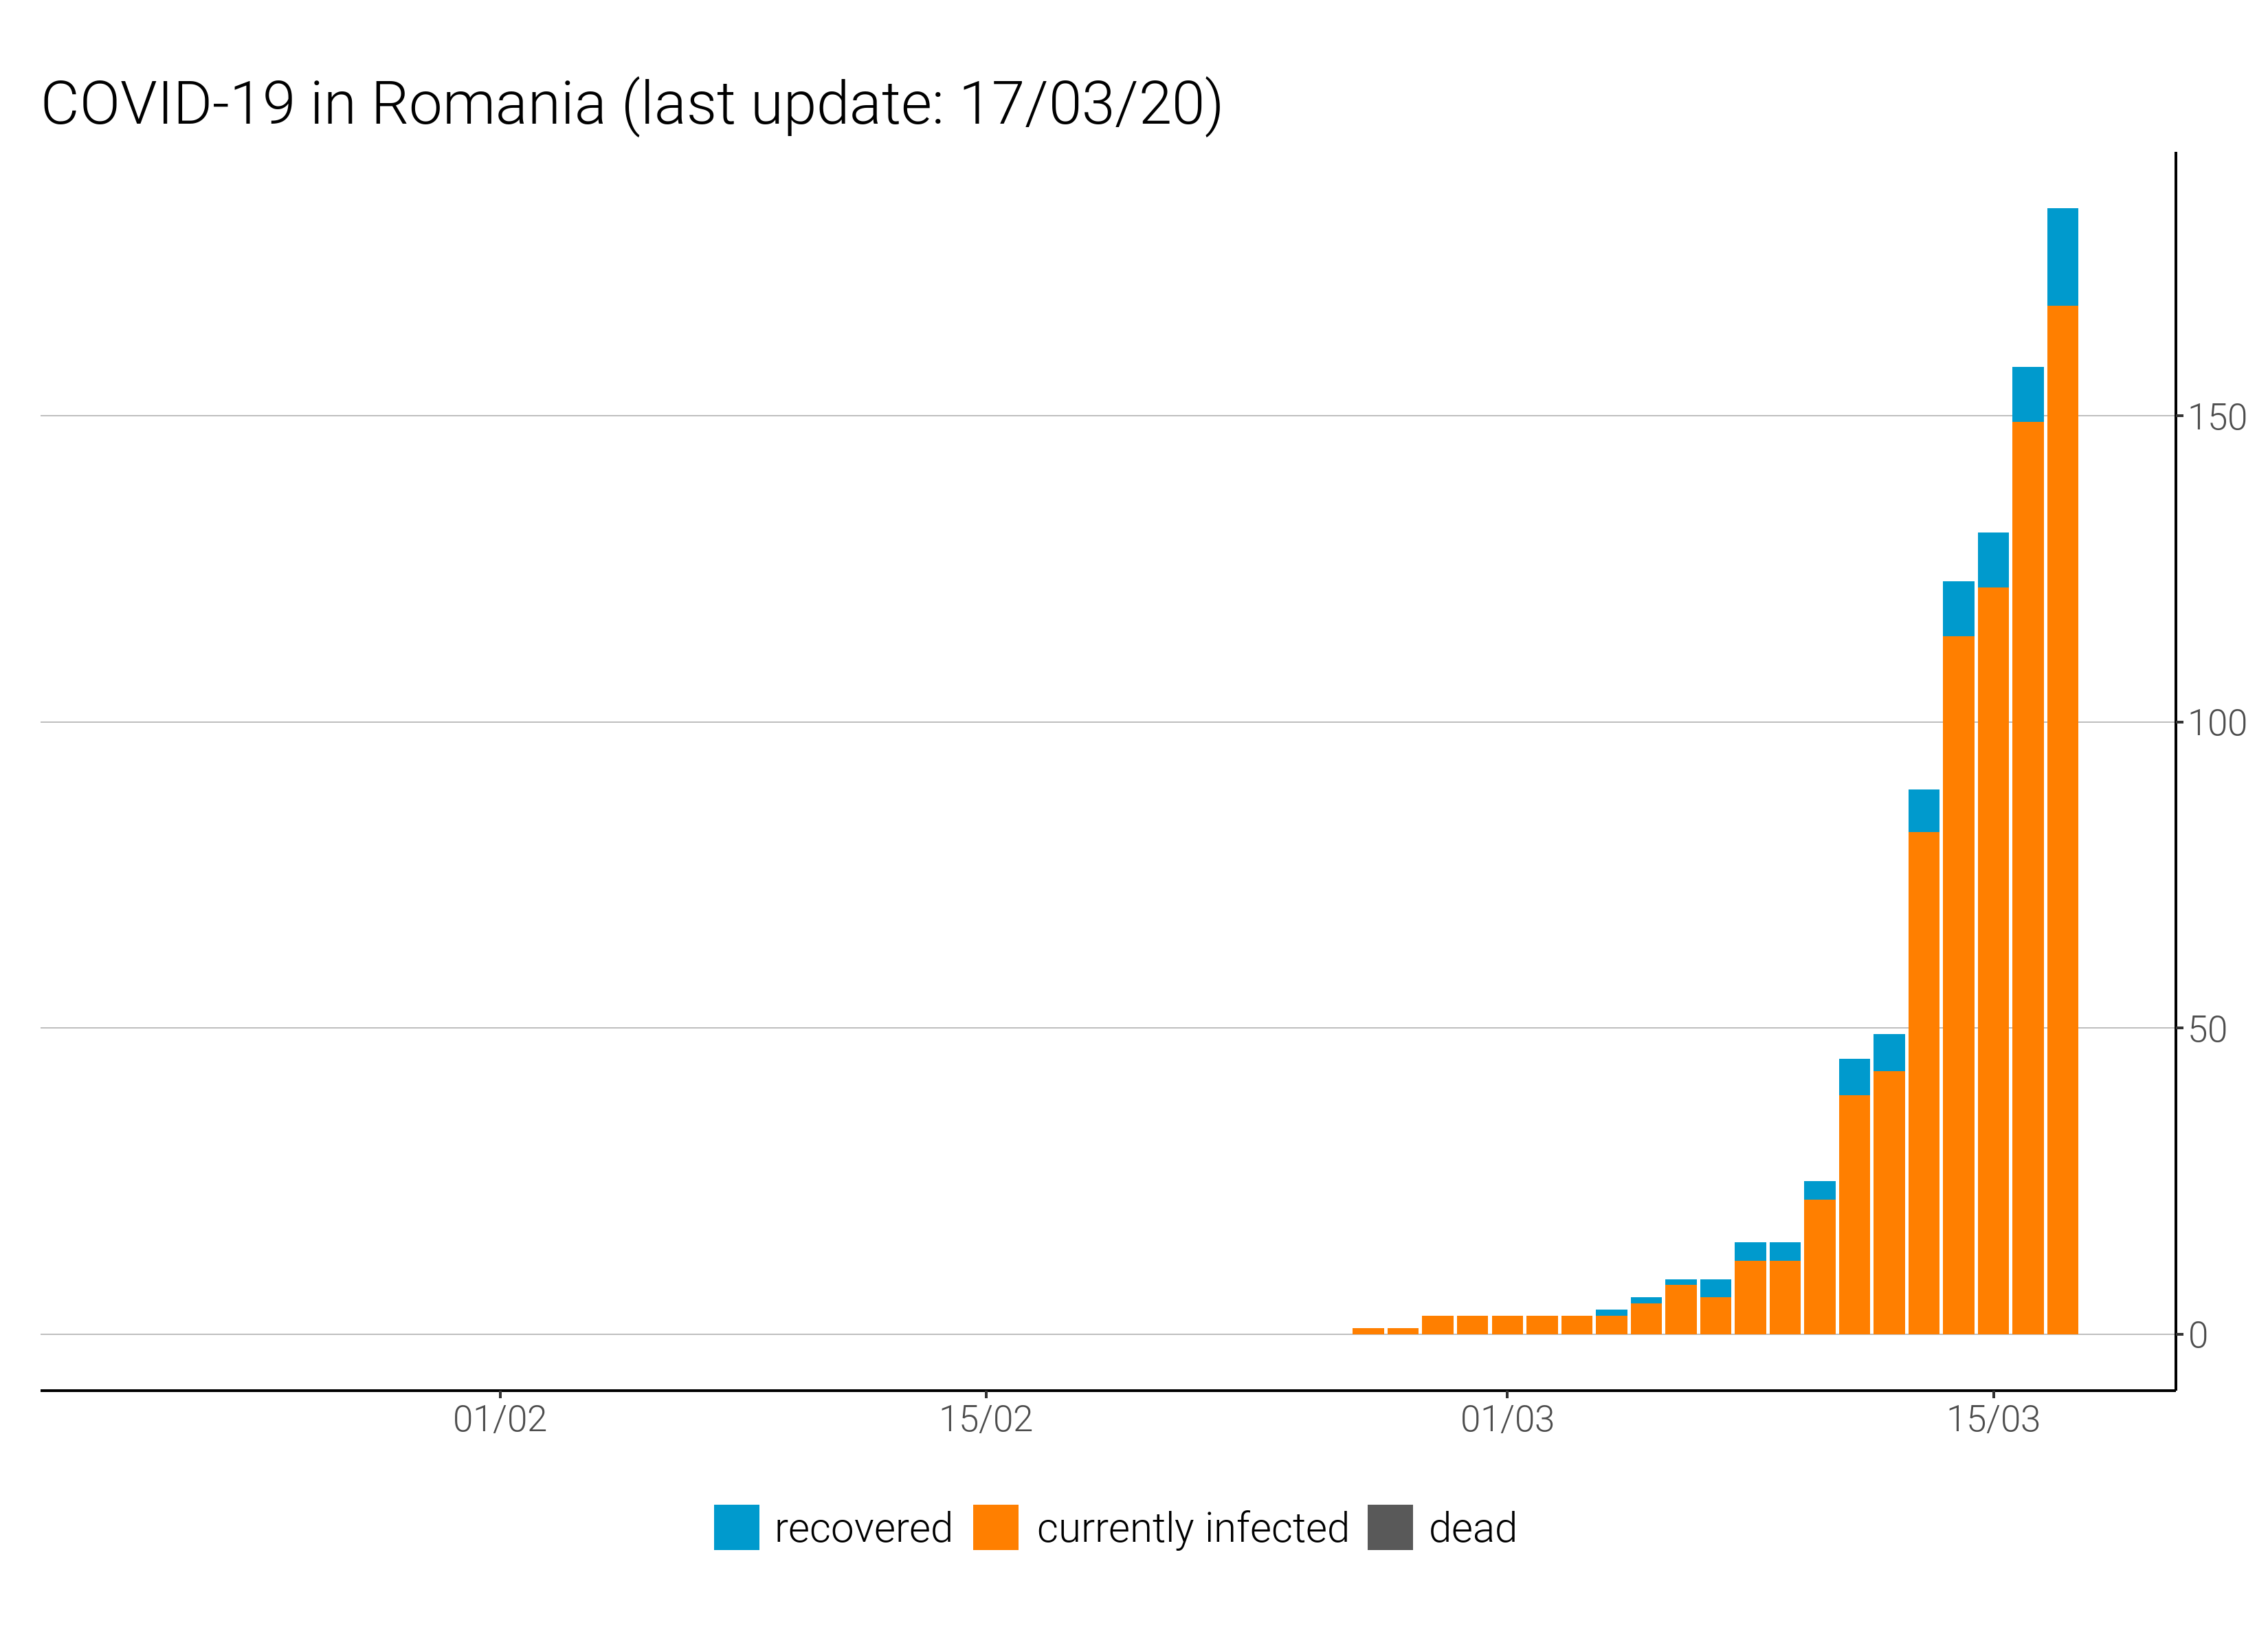 COVID-19 in Romania (last update: 17/03/20)
150
100
50
0
01/02 15/02 01/03 15/03
recovered currently infected dead